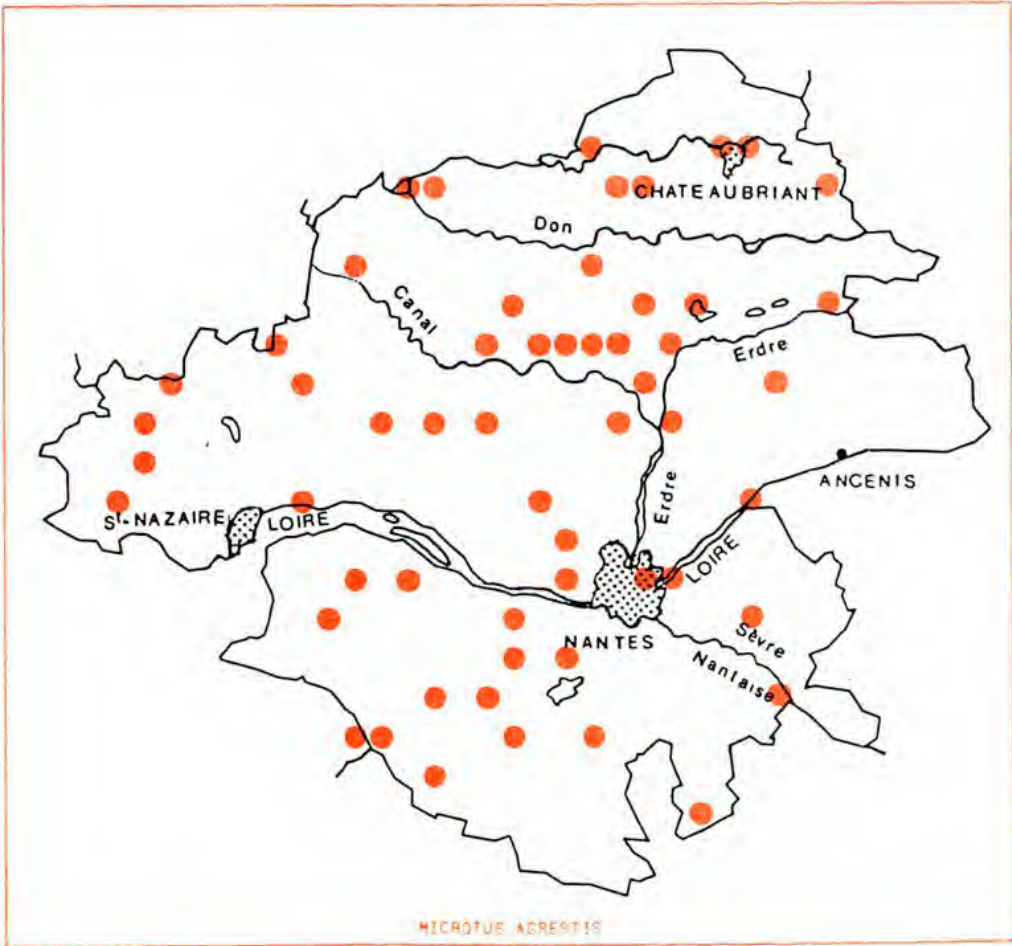 CHATEAUBRIANT
Don
Canal
Erdre
ANCENIS
Erdre
St-NAZAIRE
LOIRE
LOIRE
NANTES
Sèvre
Nantaise
MICROTUS AGRESTIS